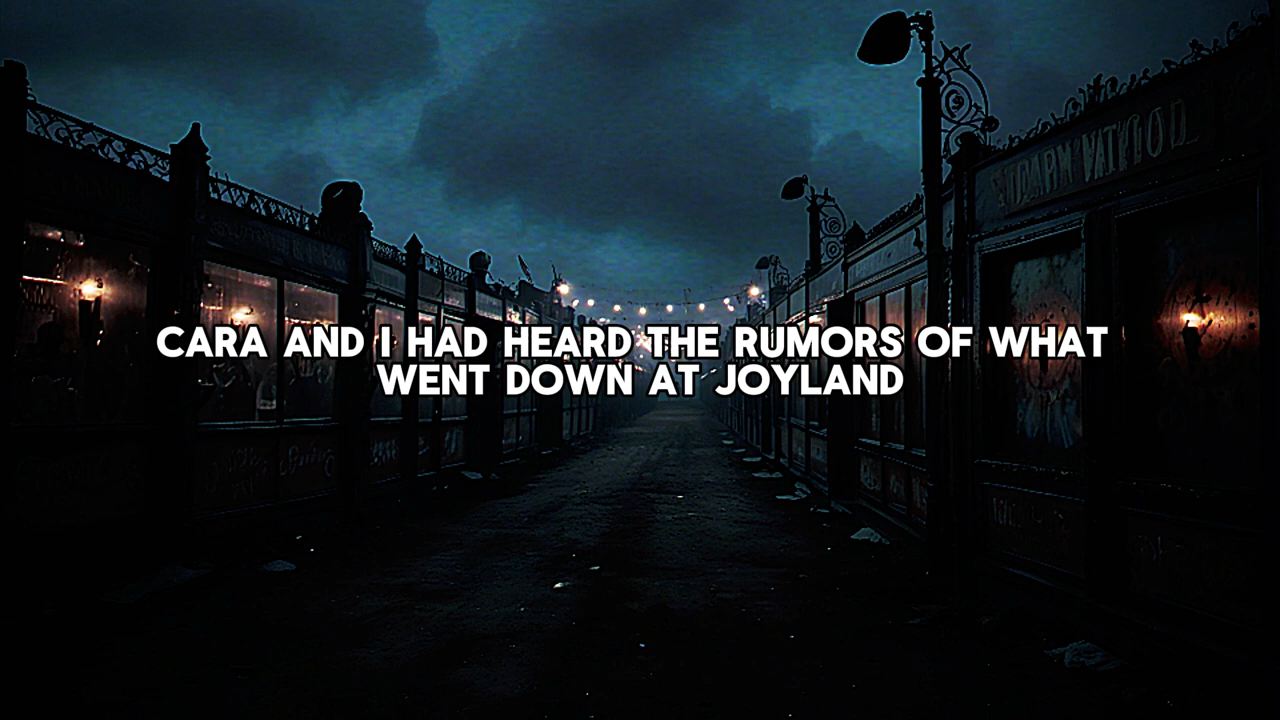 CARA AND I HAD HEARD THE RUMORS OF WHAT
WENT DOWN AT JOYLAND